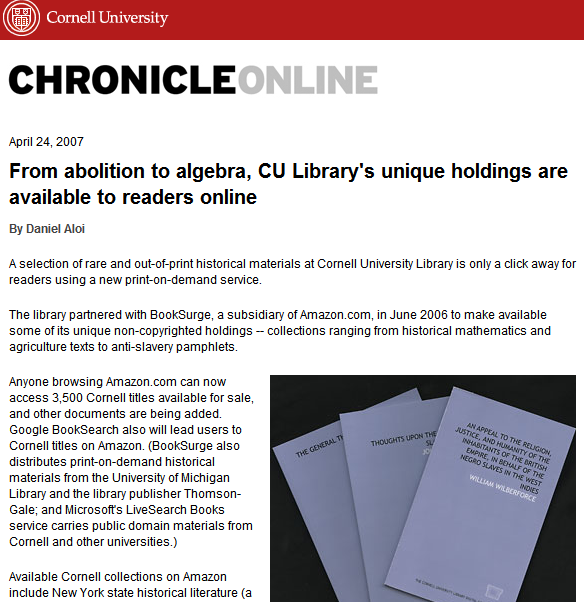 Cornell University
CHRONICLEONLINE
April 24, 2007
From abolition to algebra, CU Library's unique holdings are
available to readers online
By Daniel Aloi
A selection of rare and out-of-print historical materials at Cornell University Library is only a click away for
readers using a new print-on-demand service.
The library partnered with BookSurge, a subsidiary of Amazon.com, in June 2006 to make available
some of its unique non-copyrighted holdings -- collections ranging from historical mathematics and
agriculture texts to anti-slavery pamphlets.
Anyone browsing Amazon.com can now
access 3,500 Cornell titles available for sale,
and other documents are being added.
Google BookSearch also will lead users to
Cornell titles on Amazon. (BookSurge also
distributes print-on-demand historical
materials from the University of Michigan
Library and the library publisher Thomson-
Gale; and Microsoft's LiveSearch Books
service carries public domain materials from
Cornell and other universities.)
Available Cornell collections on Amazon
include New York state historical literature (a
THE GENERAL
THOUGHTS UPON THE
AN APPEAL TO THE RELIGION,
JUSTICE, AND HUMANITY OF THE
INHABITANTS OF THE BRITISH
EMPIRE, IN BEHALF OF THE
NEGRO SLAVES IN THE WEST
INDIES
WILLIAM WILBERFORCE